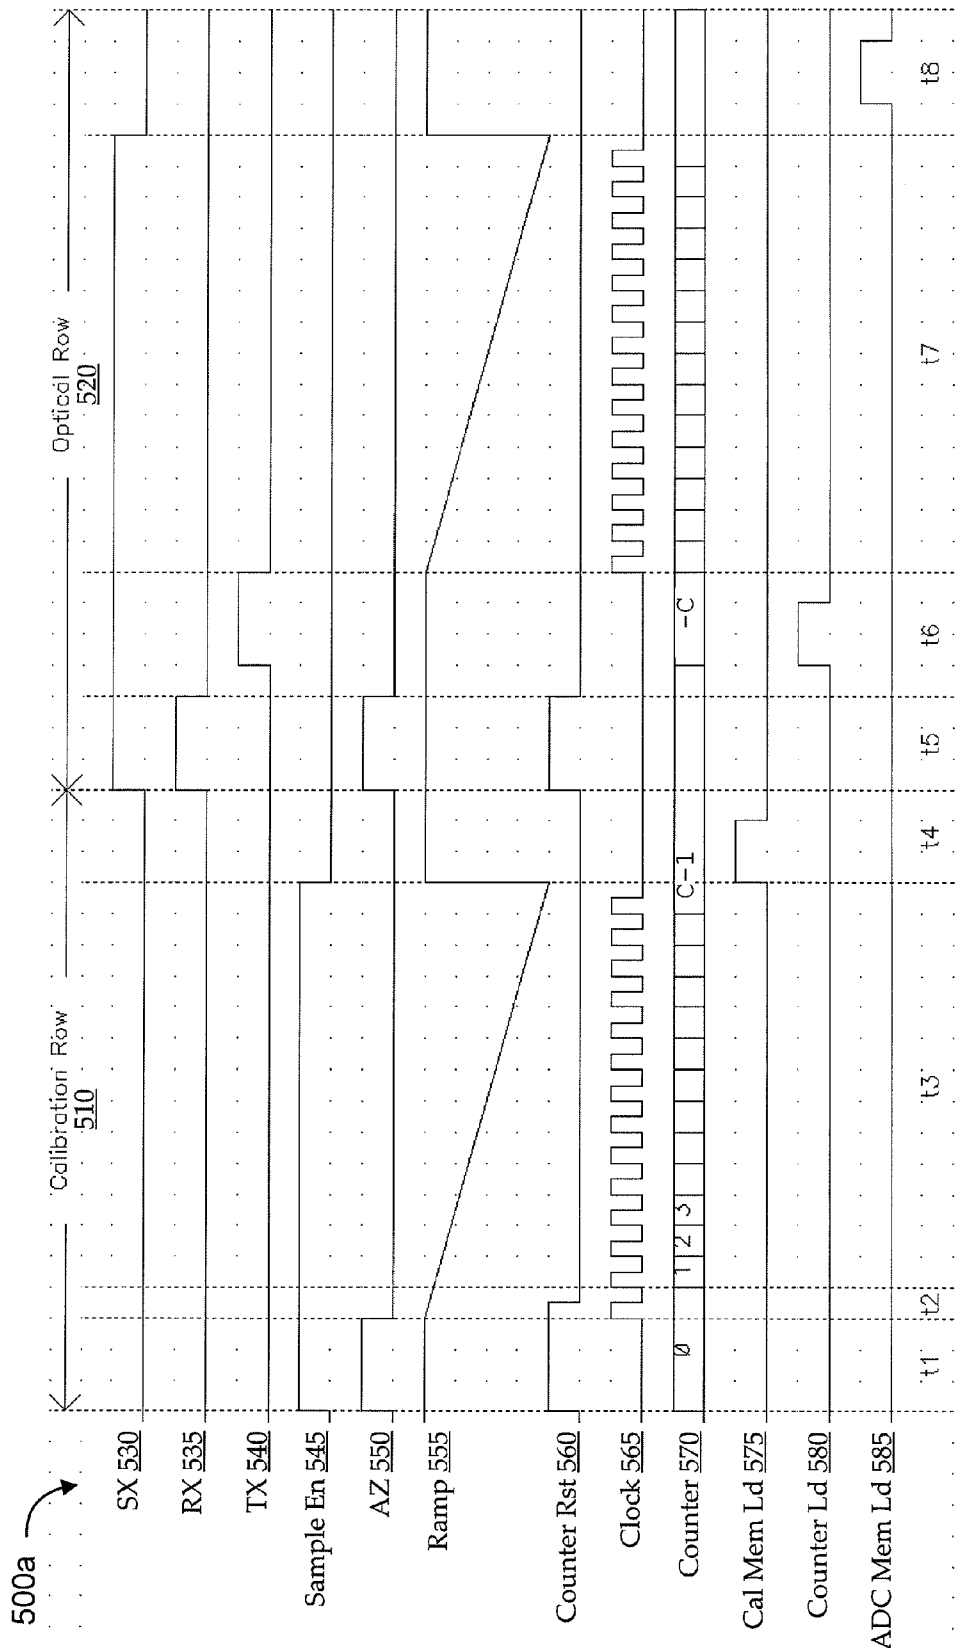 500a
Calibration Row
510
Optical Row
520
SX 530
RX 535
TX 540
Sample En 545
AZ 550
Ramp 555
Counter Rst 560
Clock 565
Counter 570
0 1 2 3 C-1 -C
Cal Mem Ld 575
Counter Ld 580
ADC Mem Ld 585
t1 t2 t3 t4 t5 t6 t7 t8